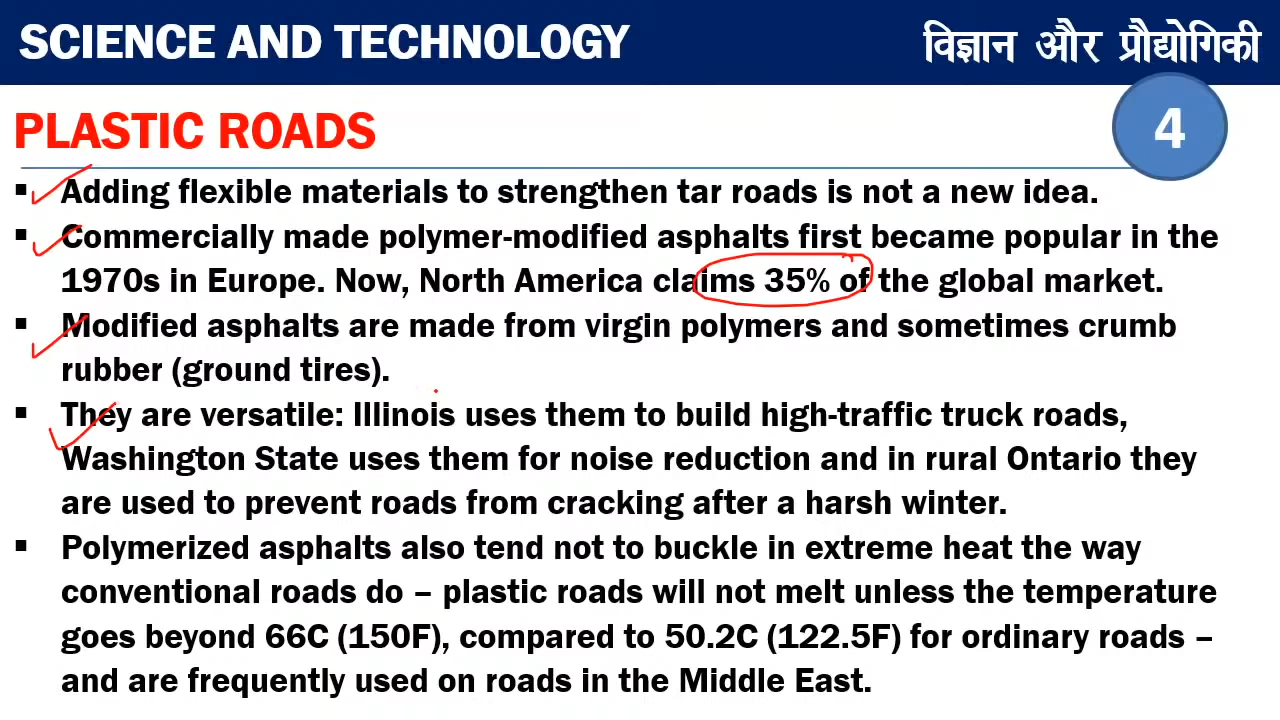 SCIENCE AND TECHNOLOGY
विज्ञान और प्रौद्योगिकी
PLASTIC ROADS
4
▪ Adding flexible materials to strengthen tar roads is not a new idea.
▪ Commercially made polymer-modified asphalts first became popular in the
1970s in Europe. Now, North America claims 35% of the global market.
▪ Modified asphalts are made from virgin polymers and sometimes crumb
rubber (ground tires).
▪ They are versatile: Illinois uses them to build high-traffic truck roads,
Washington State uses them for noise reduction and in rural Ontario they
are used to prevent roads from cracking after a harsh winter.
▪ Polymerized asphalts also tend not to buckle in extreme heat the way
conventional roads do – plastic roads will not melt unless the temperature
goes beyond 66C (150F), compared to 50.2C (122.5F) for ordinary roads –
and are frequently used on roads in the Middle East.